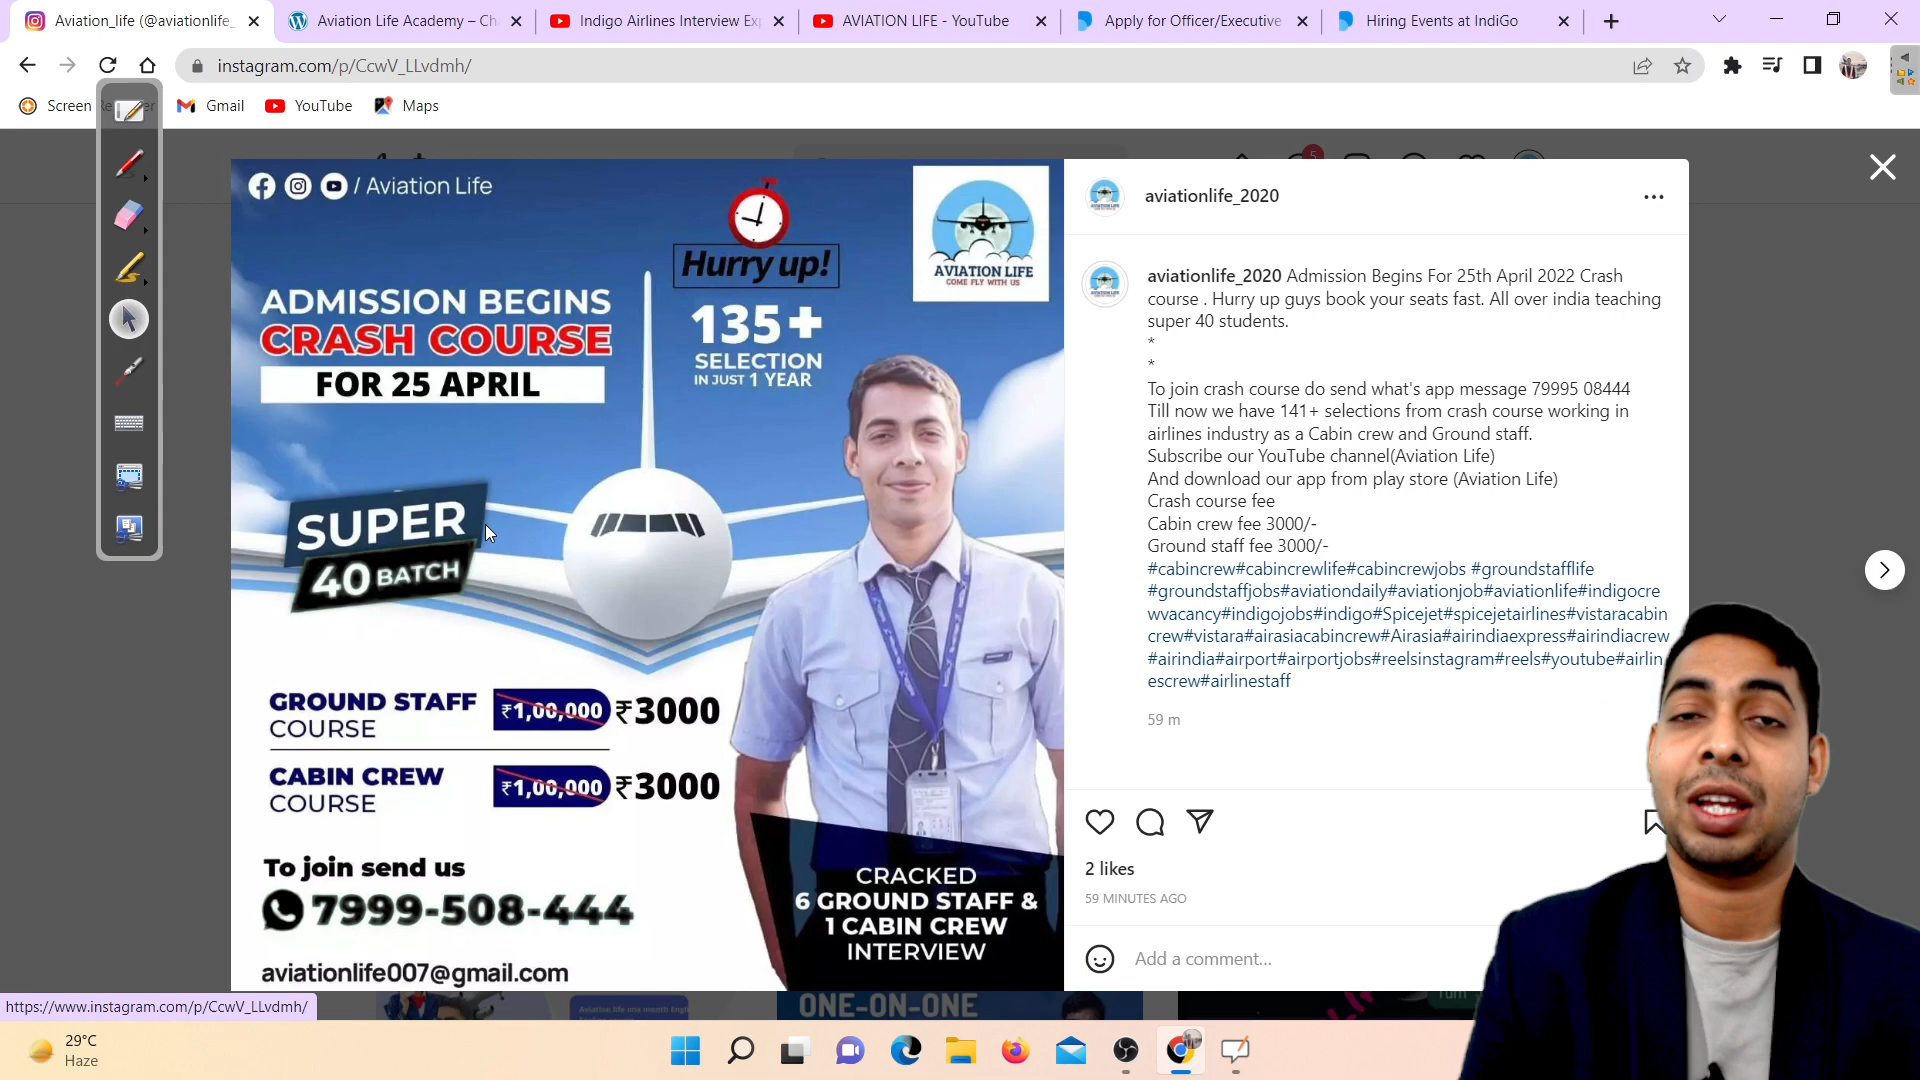 Aviation_life (@aviationlife_
Aviation Life Academy – Ch
Indigo Airlines Interview Ex
AVIATION LIFE - YouTube
Apply for Officer/Executive
Hiring Events at IndiGo
instagram.com/p/CcwV_LLvdmh/
Screen
Gmail
YouTube
Maps
5
/ Aviation Life
Hurry up!
AVIATION LIFE
COME FLY WITH US
ADMISSION BEGINS
CRASH COURSE
FOR 25 APRIL
135+
SELECTION
IN JUST 1 YEAR
SUPER
40 BATCH
GROUND STAFF
COURSE
₹1,00,000 ₹3000
CABIN CREW
COURSE
₹1,00,000 ₹3000
To join send us
7999-508-444
aviationlife007@gmail.com
CRACKED
6 GROUND STAFF &
1 CABIN CREW
INTERVIEW
aviationlife_2020
aviationlife_2020 Admission Begins For 25th April 2022 Crash
course . Hurry up guys book your seats fast. All over india teaching
super 40 students.
*
*
To join crash course do send what's app message 79995 08444
Till now we have 141+ selections from crash course working in
airlines industry as a Cabin crew and Ground staff.
Subscribe our YouTube channel(Aviation Life)
And download our app from play store (Aviation Life)
Crash course fee
Cabin crew fee 3000/-
Ground staff fee 3000/-
#cabincrew#cabincrewlife#cabincrewjobs #groundstafflife
#groundstaffjobs#aviationdaily#aviationjob#aviationlife#indigocre
wvacancy#indigojobs#indigo#Spicejet#spicejetairlines#vistaracabin
crew#vistara#airasiacabincrew#Airasia#airindiaexpress#airindiacrew
#airindia#airport#airportjobs#reelsinstagram#reels#youtube#airlin
escrew#airlinestaff
59 m
2 likes
59 MINUTES AGO
Add a comment...
ONE-ON-ONE
https://www.instagram.com/p/CcwV_LLvdmh/
29°C
Haze